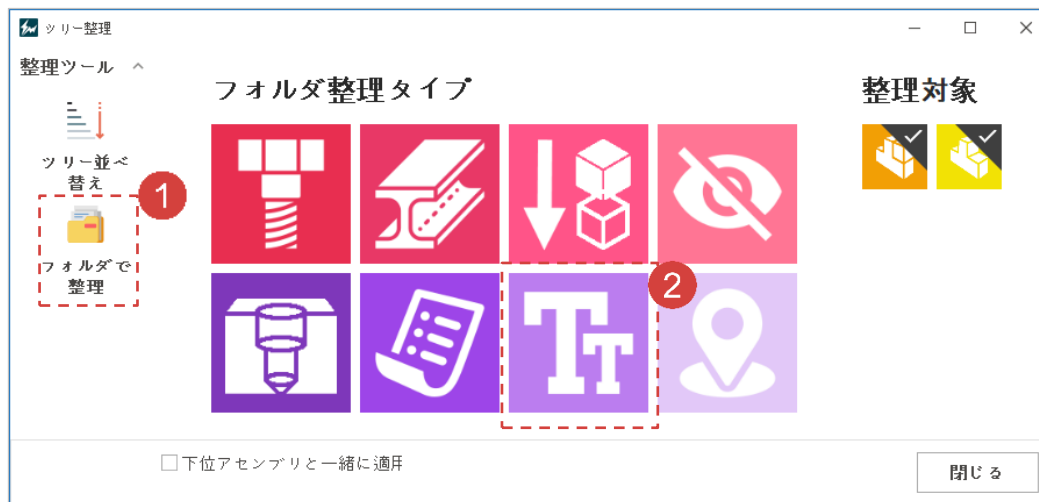 ツリー整理
整理ツール
ツリー並べ
替え
1
フォルダで
整理
フォルダ整理タイプ
2
TT
整理対象
下位アセンブリと一緒に適用
閉じる